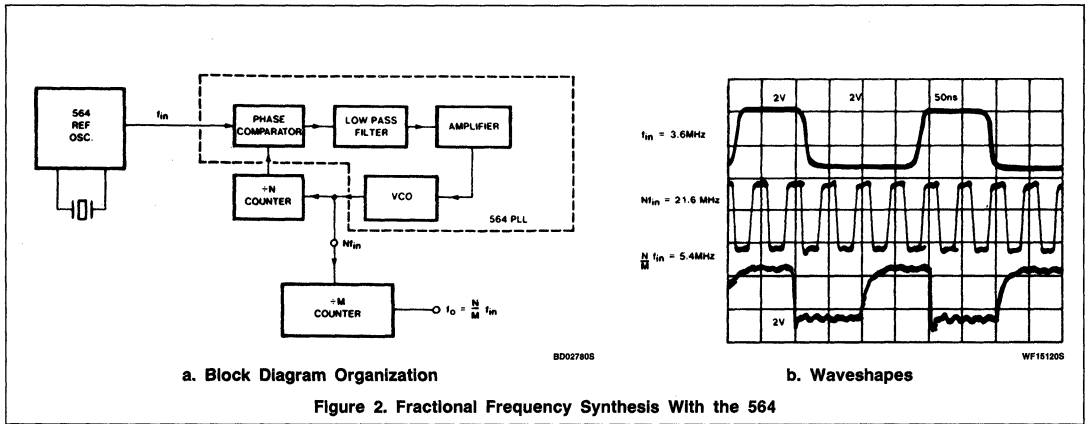 564
REF
OSC.
fin
PHASE
COMPARATOR
LOW PASS
FILTER
AMPLIFIER
÷N
COUNTER
VCO
564 PLL
Nfin
÷M
COUNTER
fo = N/M fin
BD02780S
a. Block Diagram Organization
2V
2V
50ns
fin = 3.6MHz
Nfin = 21.6 MHz
N/M fin = 5.4MHz
2V
WF15120S
b. Waveshapes
Figure 2. Fractional Frequency Synthesis With the 564